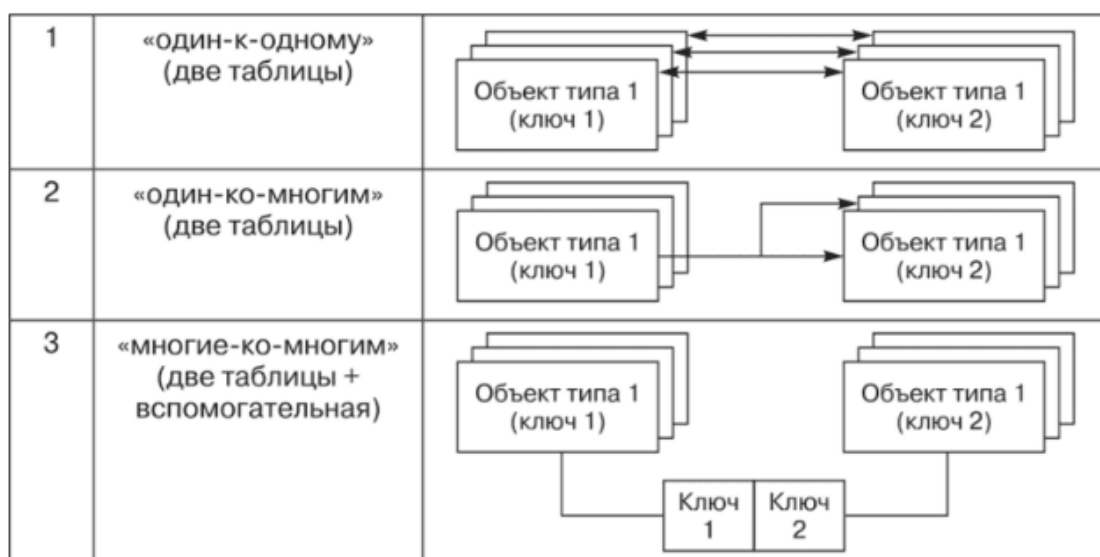 1
«один-к-одному»
(две таблицы)
Объект типа 1
(ключ 1)
Объект типа 1
(ключ 2)
2
«один-ко-многим»
(две таблицы)
Объект типа 1
(ключ 1)
Объект типа 1
(ключ 2)
3
«многие-ко-многим»
(две таблицы +
вспомогательная)
Объект типа 1
(ключ 1)
Объект типа 1
(ключ 2)
Ключ
1
Ключ
2